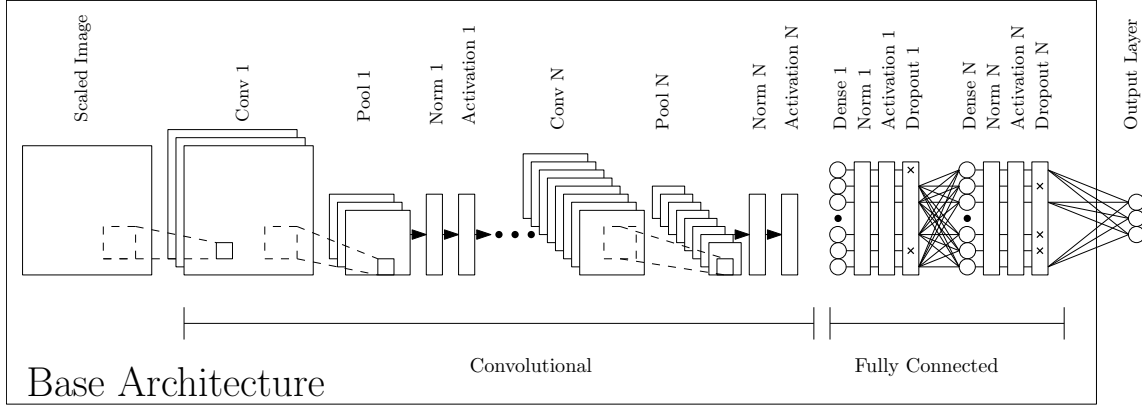 Scaled Image
Conv 1
Pool 1
Norm 1
Activation 1
Conv N
Pool N
Norm N
Activation N
Dense 1
Norm 1
Activation 1
Dropout 1
Dense N
Norm N
Activation N
Dropout N
Output Layer
Convolutional
Fully Connected
Base Architecture